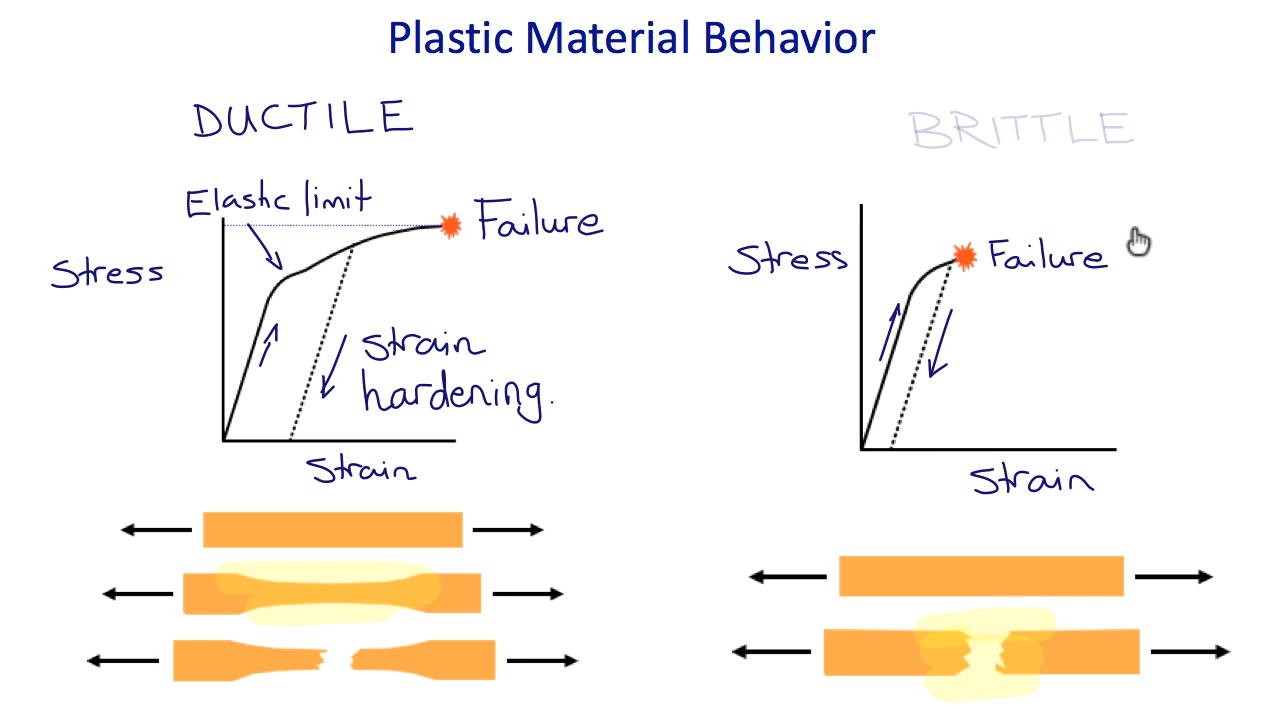 Plastic Material Behavior
DUCTILE
Elastic limit
Failure
Stress
strain
hardening.
Strain
BRITTLE
Stress
Failure
Strain